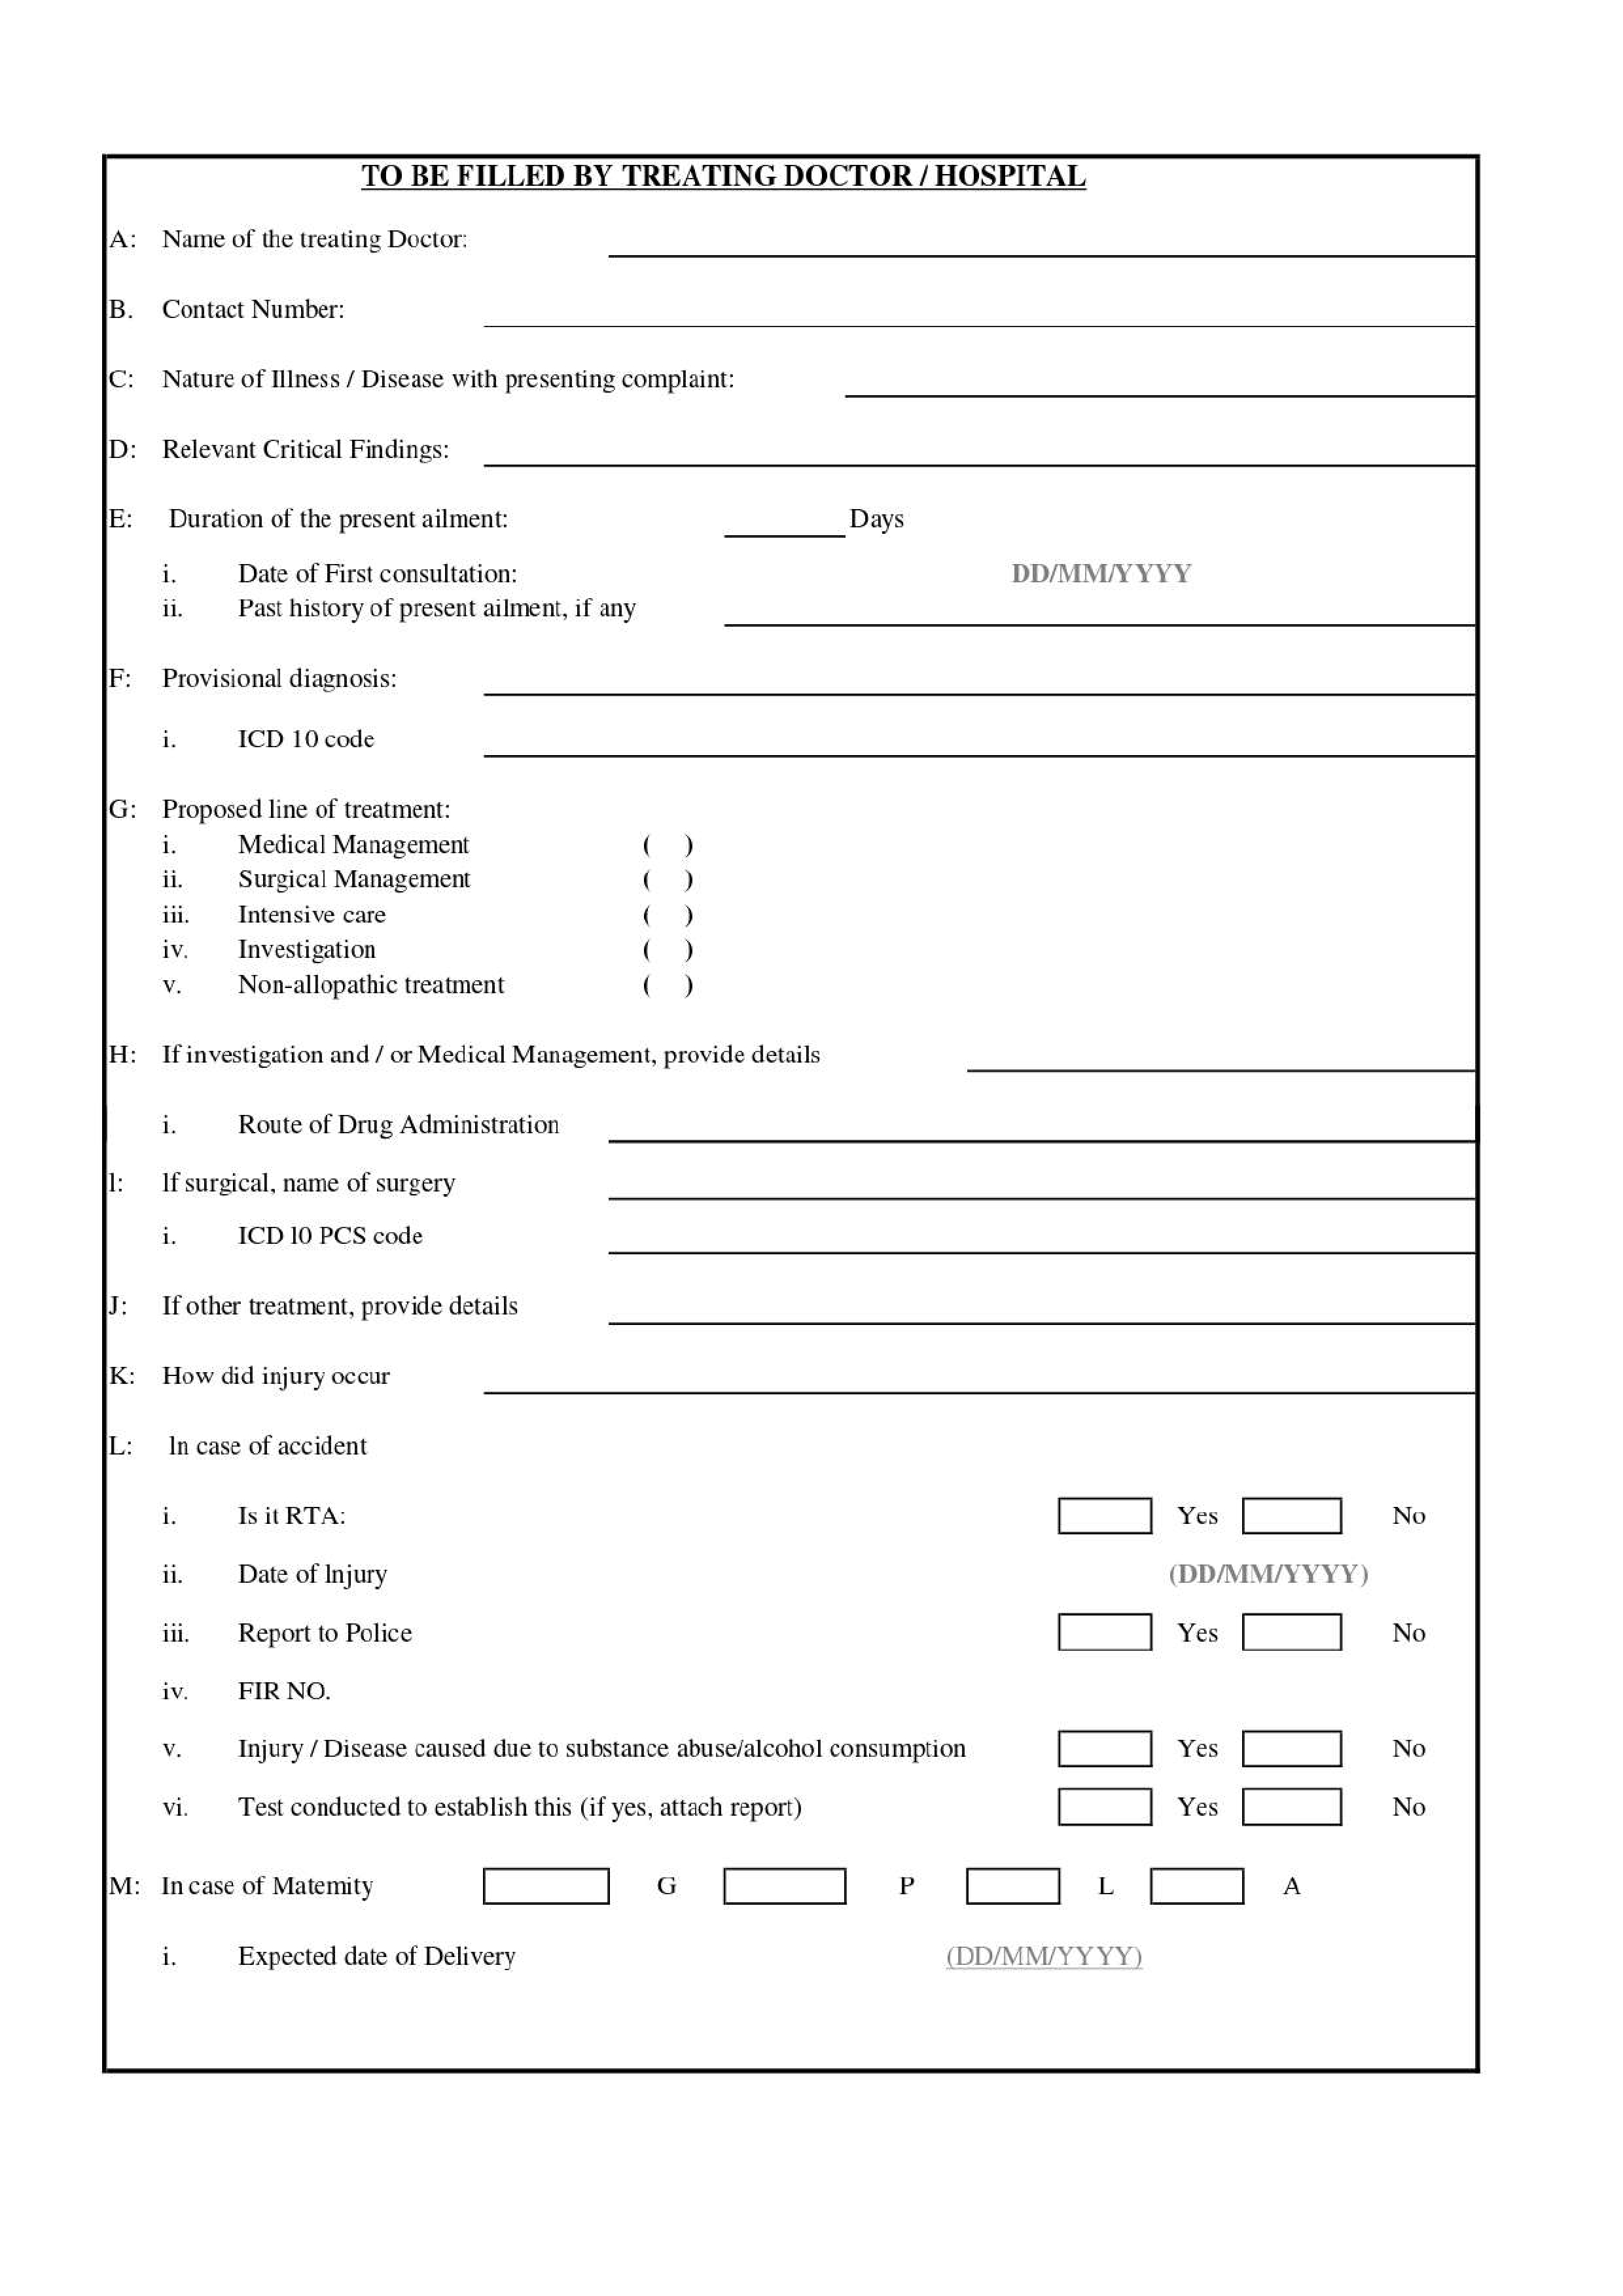 TO BE FILLED BY TREATING DOCTOR / HOSPITAL
A: Name of the treating Doctor:
B. Contact Number:
C: Nature of Illness / Disease with presenting complaint:
D: Relevant Critical Findings:
E: Duration of the present ailment: Days
i. Date of First consultation: DD/MM/YYYY
ii. Past history of present ailment, if any
F: Provisional diagnosis:
i. ICD 10 code
G: Proposed line of treatment:
i. Medical Management ( )
ii. Surgical Management ( )
iii. Intensive care ( )
iv. Investigation ( )
v. Non-allopathic treatment ( )
H: If investigation and / or Medical Management, provide details
i. Route of Drug Administration
l: lf surgical, name of surgery
i. ICD l0 PCS code
J: If other treatment, provide details
K: How did injury occur
L: ln case of accident
i. Is it RTA: Yes No
ii. Date of lnjury (DD/MM/YYYY)
iii. Report to Police Yes No
iv. FIR NO.
v. Injury / Disease caused due to substance abuse/alcohol consumption Yes No
vi. Test conducted to establish this (if yes, attach report) Yes No
M: In case of Matemity G P L A
i. Expected date of Delivery (DD/MM/YYYY)